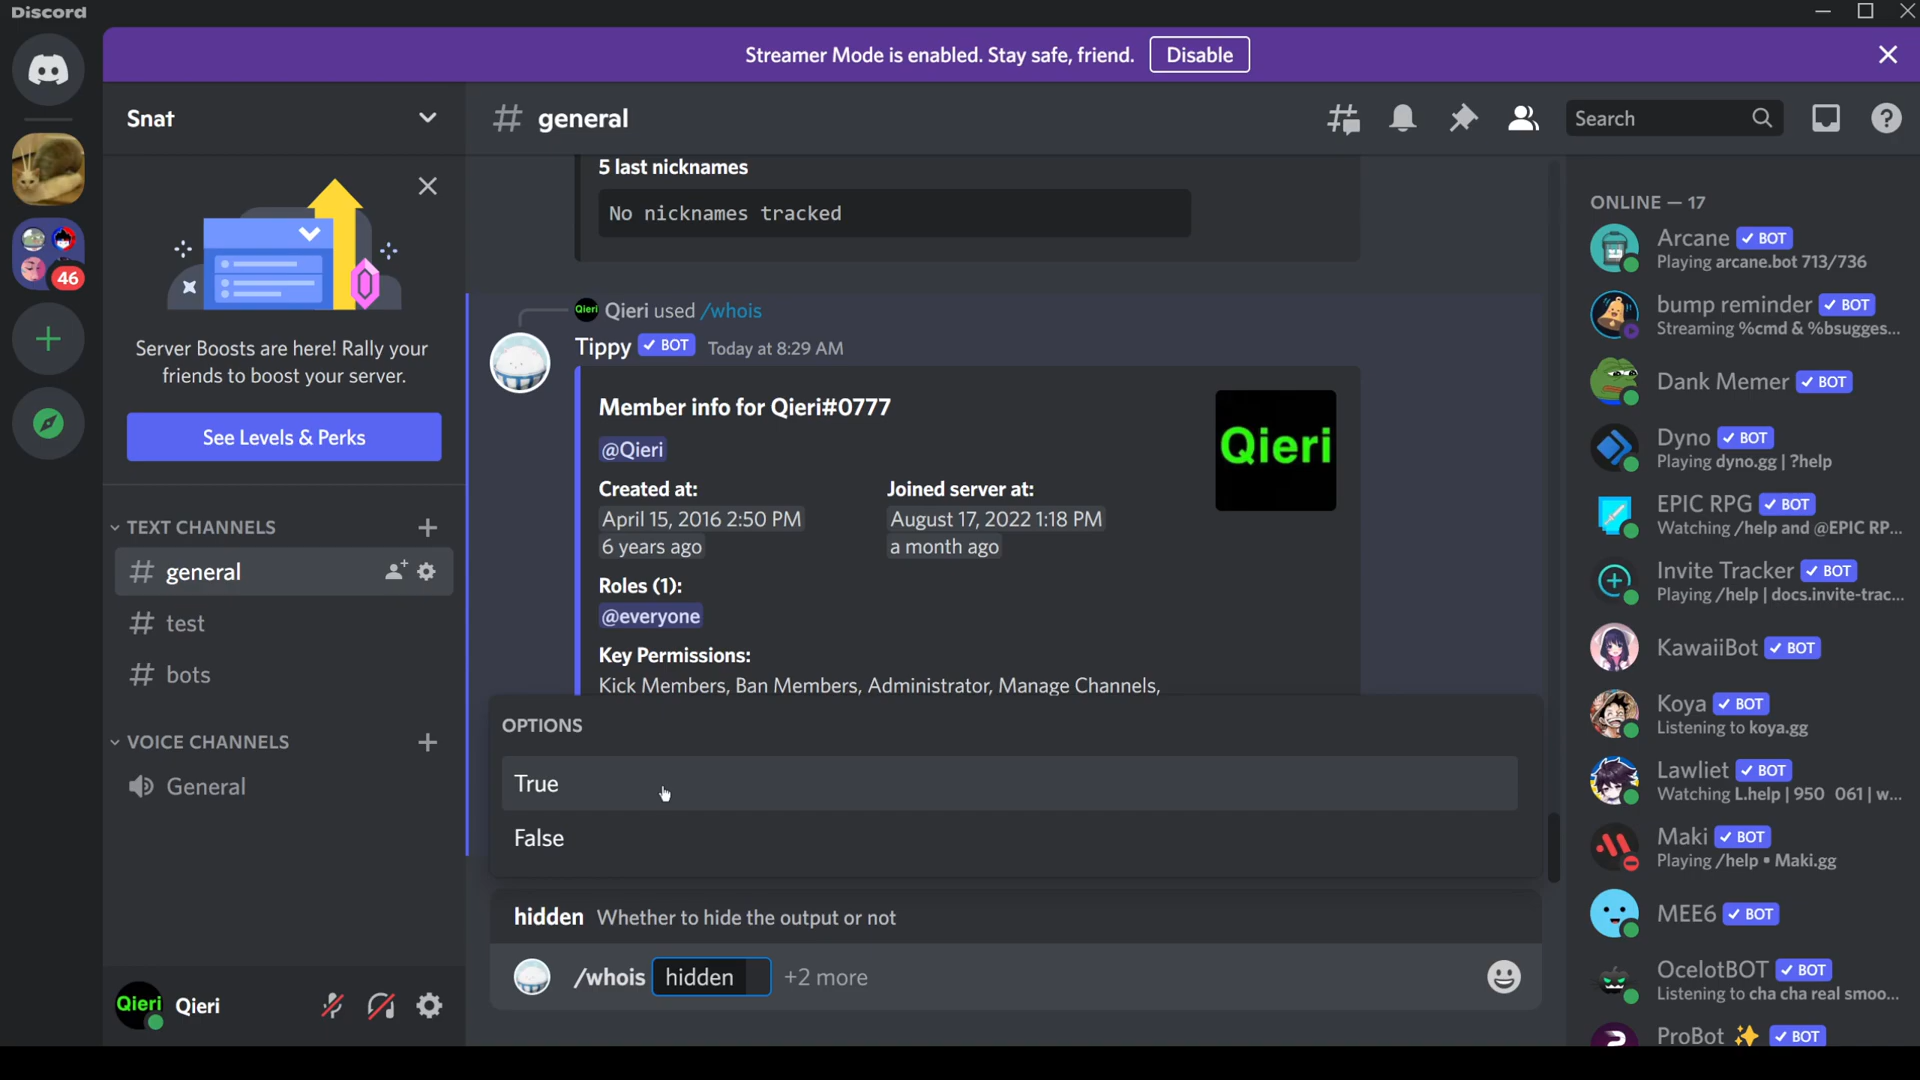 Discord
Streamer Mode is enabled. Stay safe, friend.
Disable
Snat
general
Search
46
Server Boosts are here! Rally your
friends to boost your server.
See Levels & Perks
TEXT CHANNELS
general
test
bots
VOICE CHANNELS
General
Qieri
Qieri
5 last nicknames
No nicknames tracked
Qieri
Qieri used /whois
Tippy ✓ BOT Today at 8:29 AM
Member info for Qieri#0777
@Qieri
Qieri
Created at:
Joined server at:
April 15, 2016 2:50 PM
August 17, 2022 1:18 PM
6 years ago
a month ago
Roles (1):
@everyone
Key Permissions:
Kick Members, Ban Members, Administrator, Manage Channels,
OPTIONS
True
False
hidden Whether to hide the output or not
/whois hidden +2 more
ONLINE — 17
Arcane ✓ BOT
Playing arcane.bot 713/736
bump reminder ✓ BOT
Streaming %cmd & %bsugges...
Dank Memer ✓ BOT
Dyno ✓ BOT
Playing dyno.gg | ?help
EPIC RPG ✓ BOT
Watching /help and @EPIC RP...
Invite Tracker ✓ BOT
Playing /help | docs.invite-trac...
KawaiiBot ✓ BOT
Koya ✓ BOT
Listening to koya.gg
Lawliet ✓ BOT
Watching L.help | 950 061 | w...
Maki ✓ BOT
Playing /help • Maki.gg
MEE6 ✓ BOT
OcelotBOT ✓ BOT
Listening to cha cha real smoo...
ProBot ✨ ✓ BOT